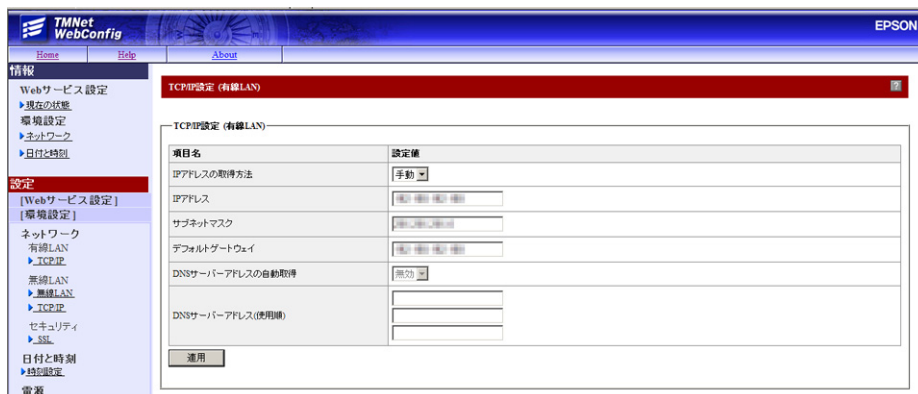 TMNet
WebConfig
EPSON
Home Help About
情報
Webサービス設定
現在の状態
環境設定
ネットワーク
日付と時刻
設定
[Webサービス設定]
[環境設定]
ネットワーク
有線LAN
TCP/IP
無線LAN
無線LAN
TCP/IP
セキュリティ
SSL
日付と時刻
時刻設定
電源
TCP/IP設定 (有線LAN)
?
TCP/IP設定 (有線LAN)
項目名 設定値
IPアドレスの取得方法 手動
IPアドレス
サブネットマスク
デフォルトゲートウェイ
DNSサーバーアドレスの自動取得 無効
DNSサーバーアドレス(使用順)
適用